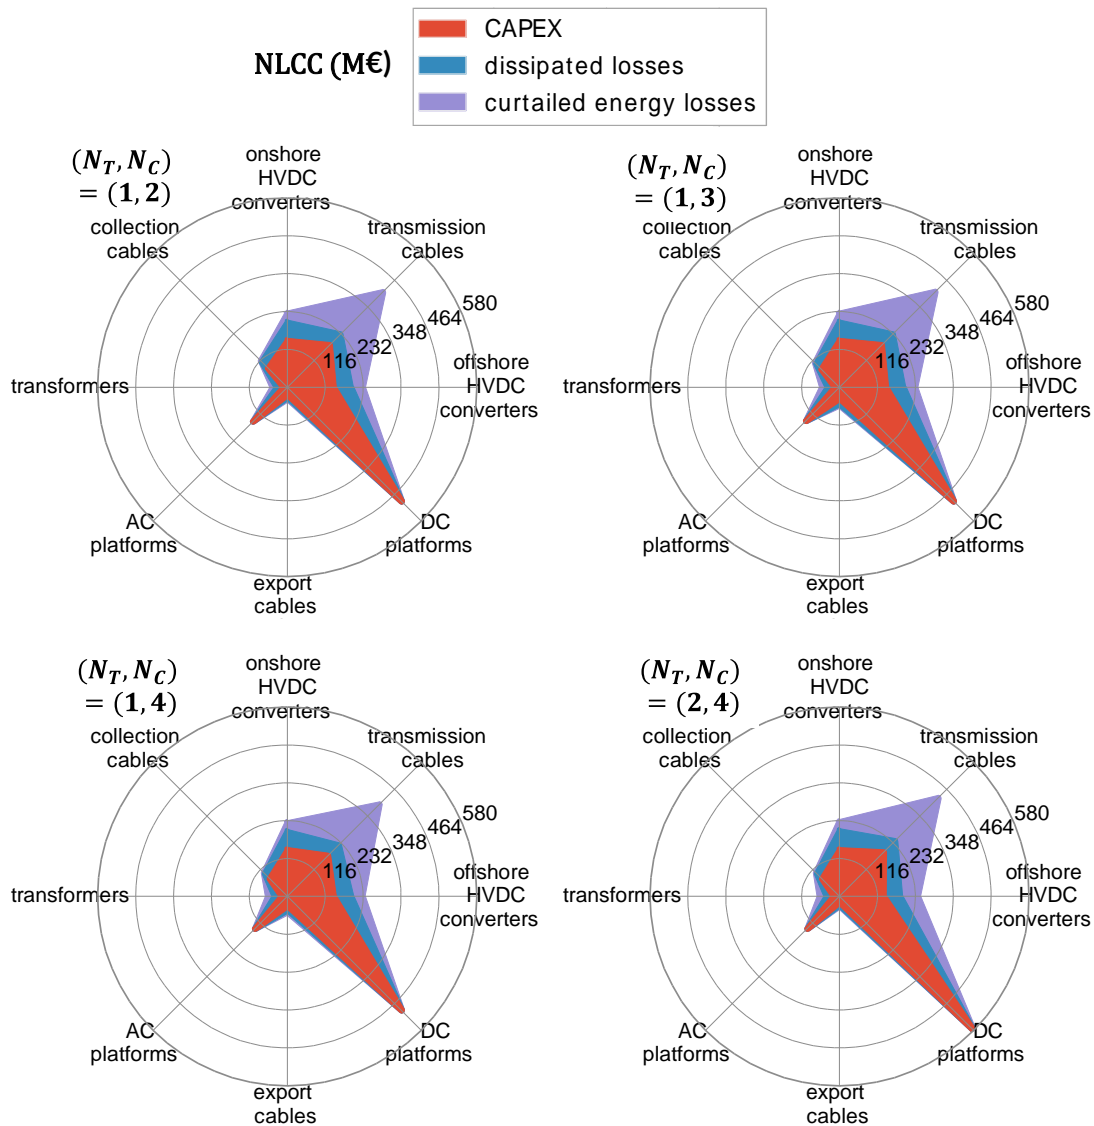 CAPEX
NLCC (M€)
dissipated losses
curtailed energy losses
(N_T, N_C)
= (1, 2)
onshore
HVDC
converters
transmission
cables
offshore
HVDC
converters
DC
platforms
export
cables
AC
platforms
transformers
collection
cables
116
232
348
464
580
(N_T, N_C)
= (1, 3)
onshore
HVDC
converters
transmission
cables
offshore
HVDC
converters
DC
platforms
export
cables
AC
platforms
transformers
collection
cables
116
232
348
464
580
(N_T, N_C)
= (1, 4)
onshore
HVDC
converters
transmission
cables
offshore
HVDC
converters
DC
platforms
export
cables
AC
platforms
transformers
collection
cables
116
232
348
464
580
(N_T, N_C)
= (2, 4)
onshore
HVDC
converters
transmission
cables
offshore
HVDC
converters
DC
platforms
export
cables
AC
platforms
transformers
collection
cables
116
232
348
464
580